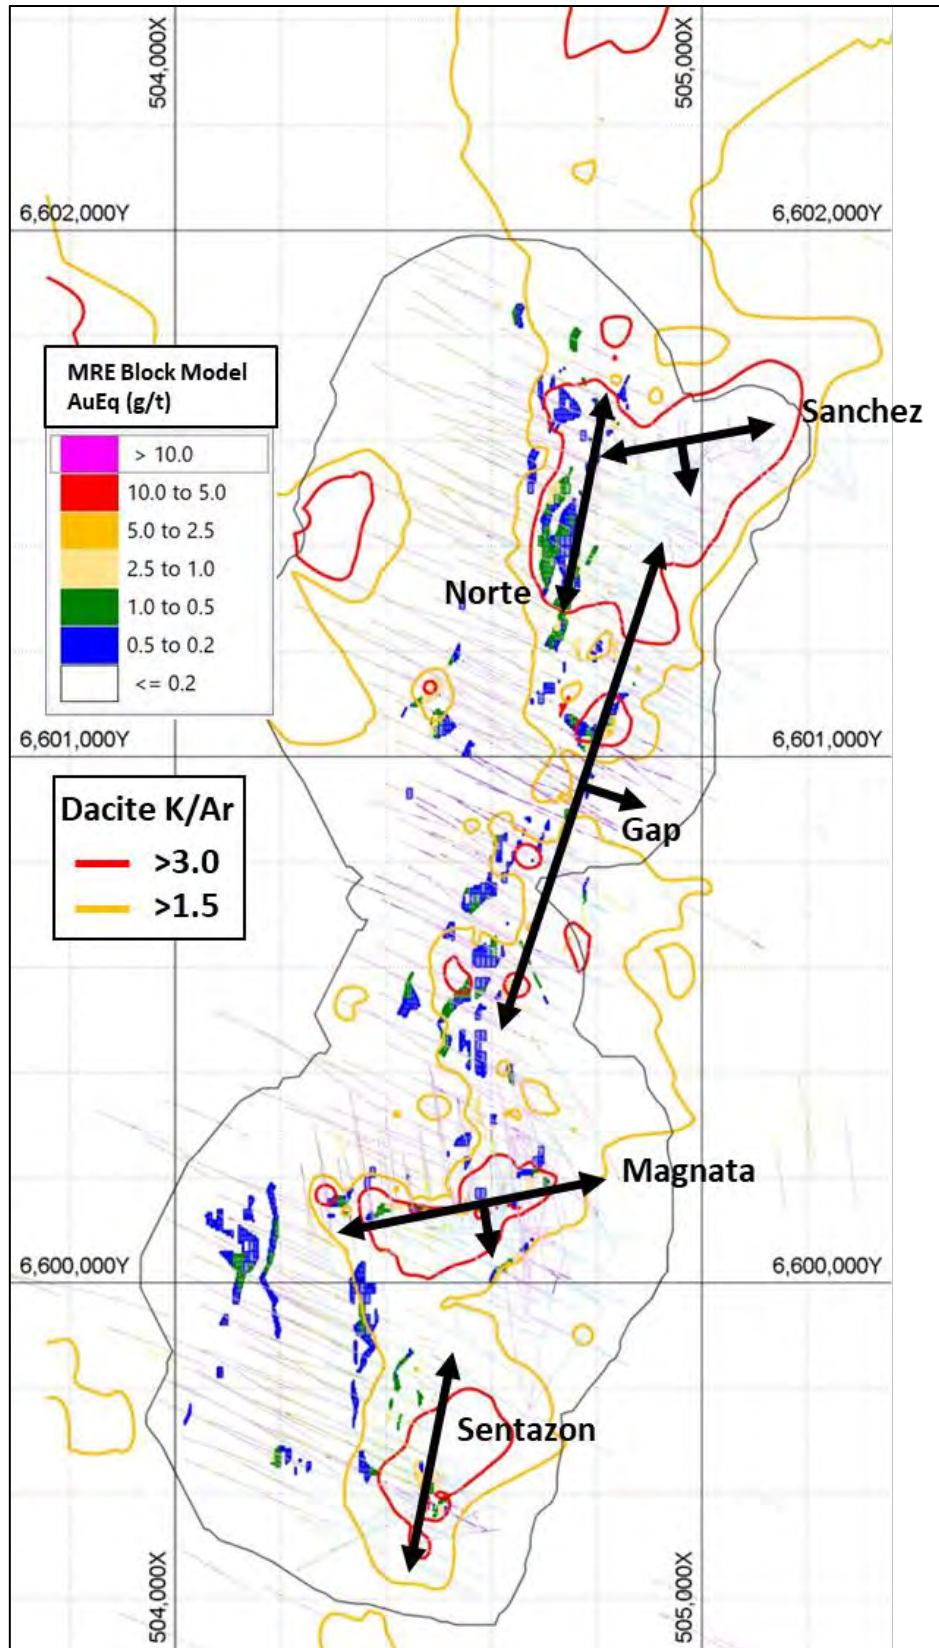 504,000X
505,000X
6,602,000Y
6,602,000Y
MRE Block Model
AuEq (g/t)
> 10.0
10.0 to 5.0
5.0 to 2.5
2.5 to 1.0
1.0 to 0.5
0.5 to 0.2
<= 0.2
Sanchez
Norte
6,601,000Y
6,601,000Y
Dacite K/Ar
>3.0
>1.5
Gap
Magnata
6,600,000Y
6,600,000Y
Sentazon
504,000X
505,000X